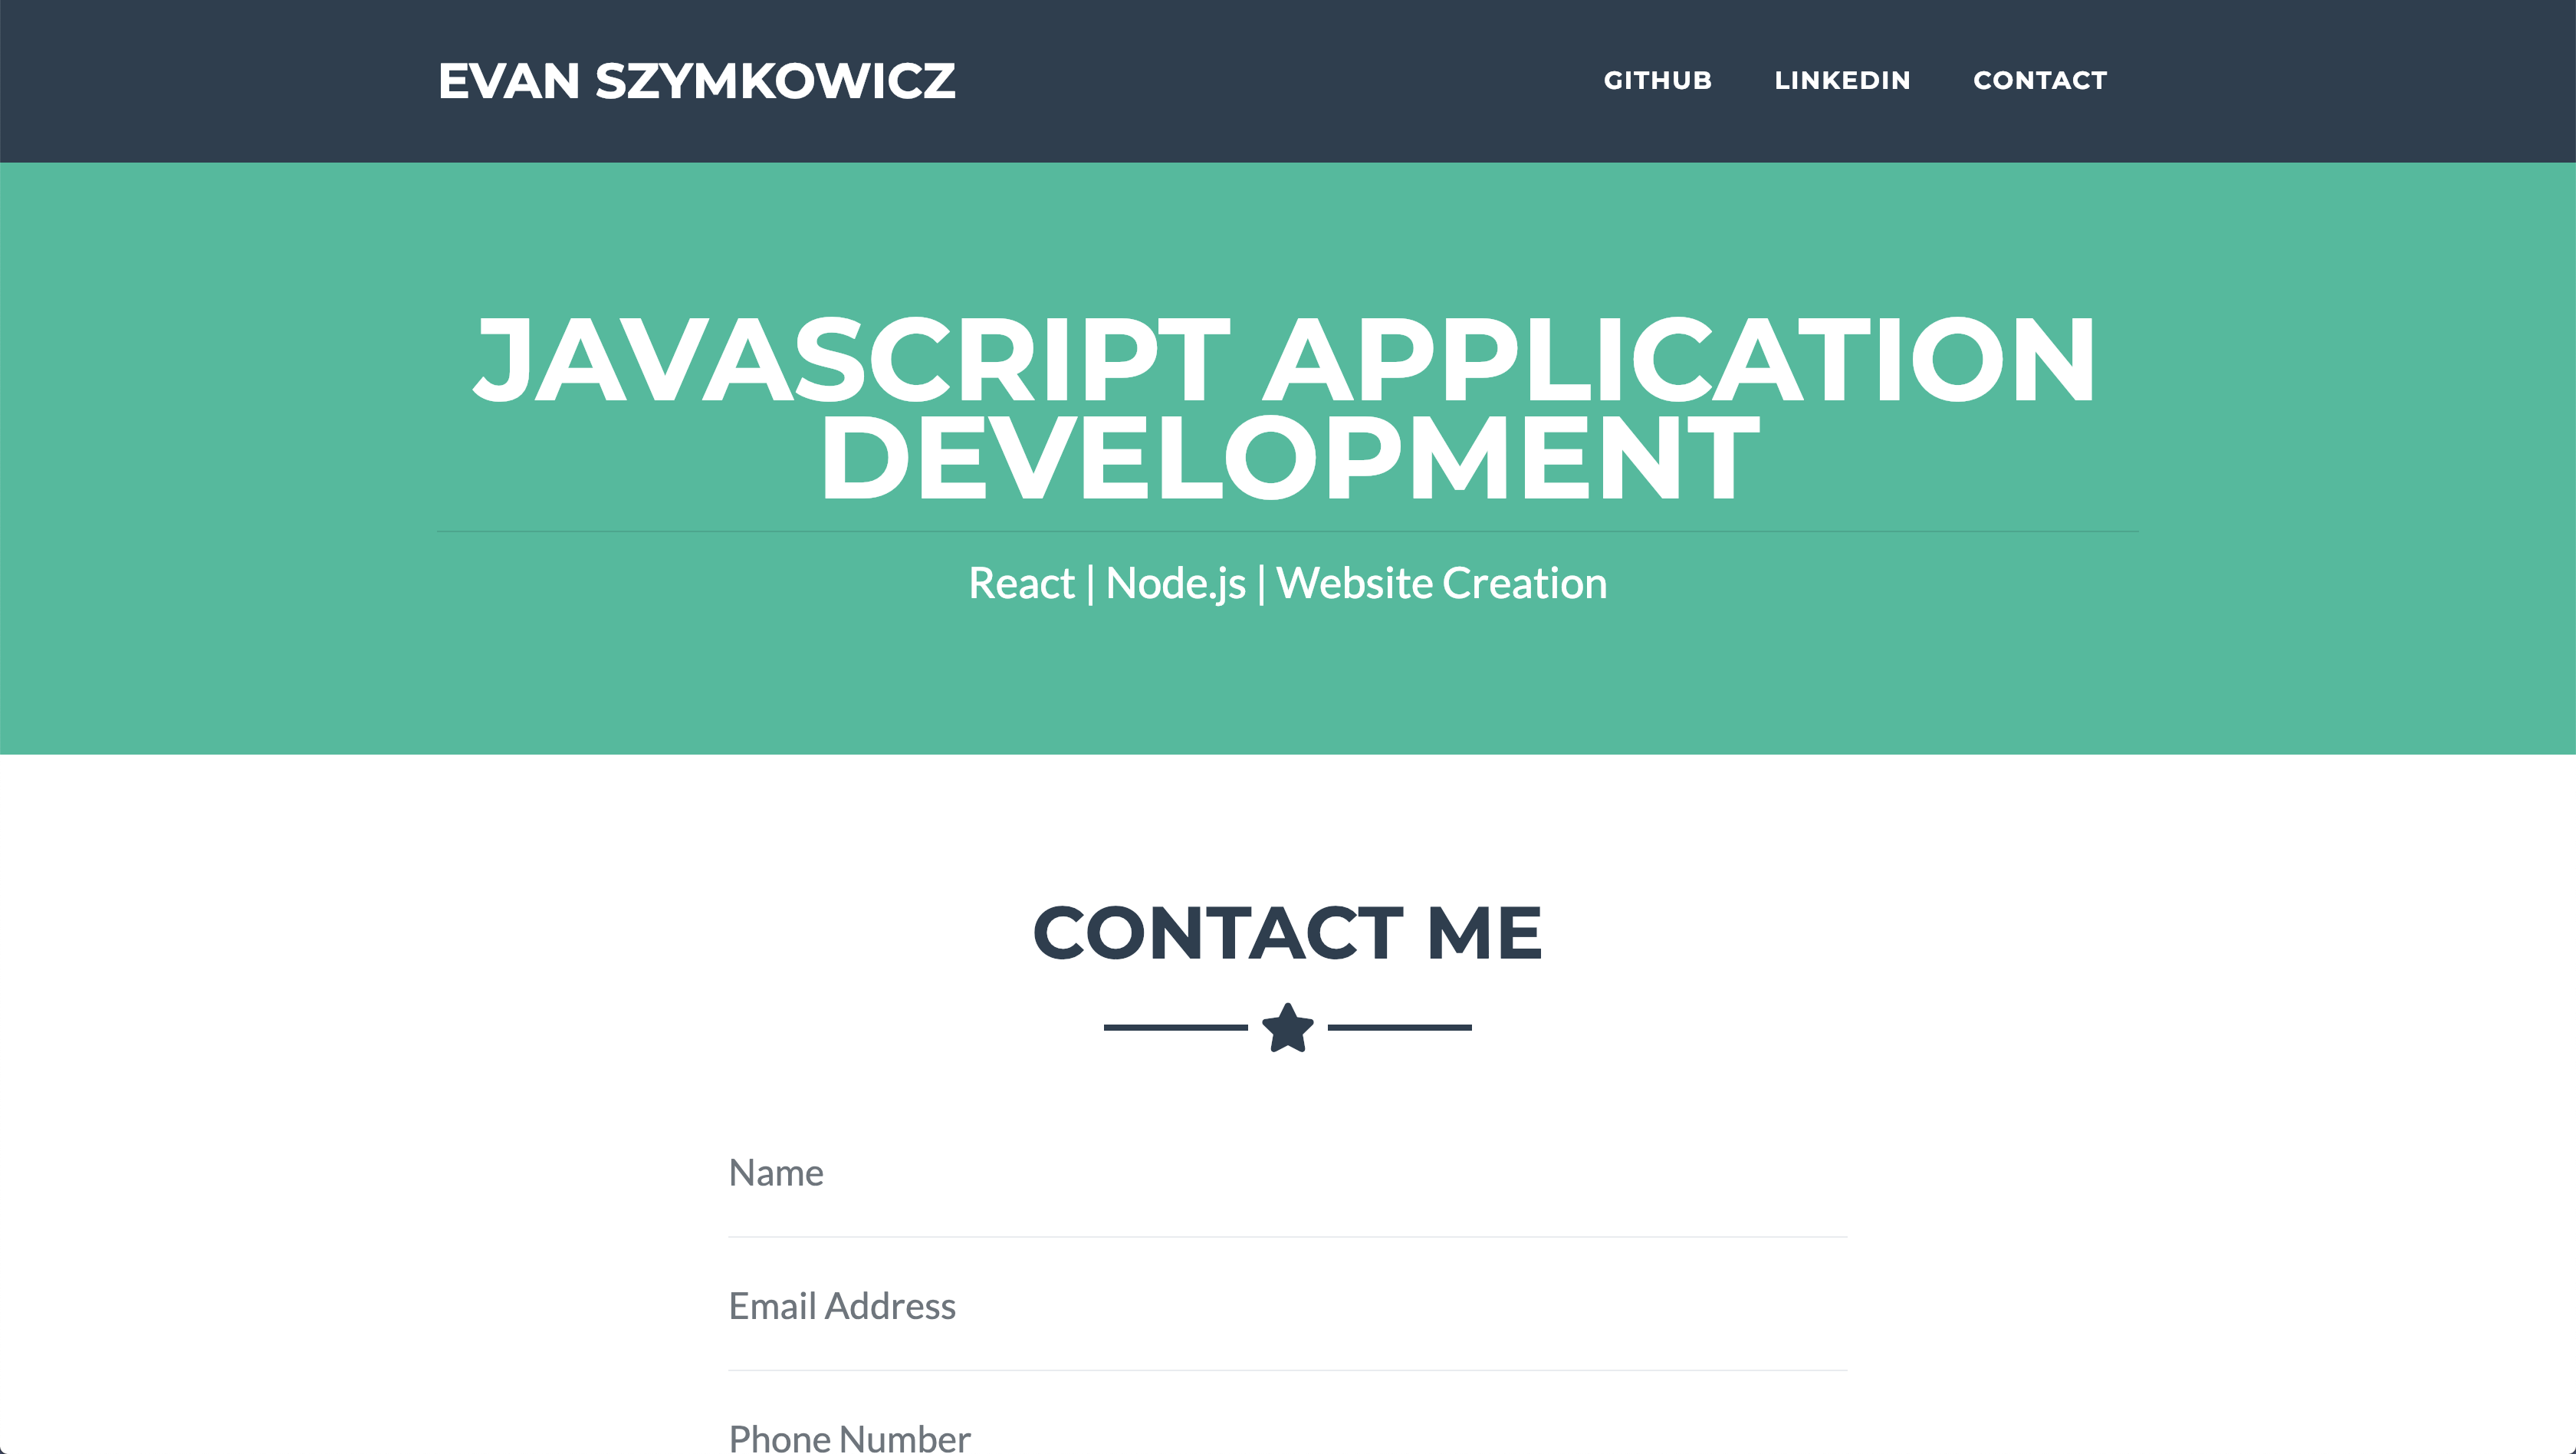 EVAN SZYMKOWICZ
GITHUB LINKEDIN CONTACT
JAVASCRIPT APPLICATION
DEVELOPMENT
React | Node.js | Website Creation
CONTACT ME
Name
Email Address
Phone Number